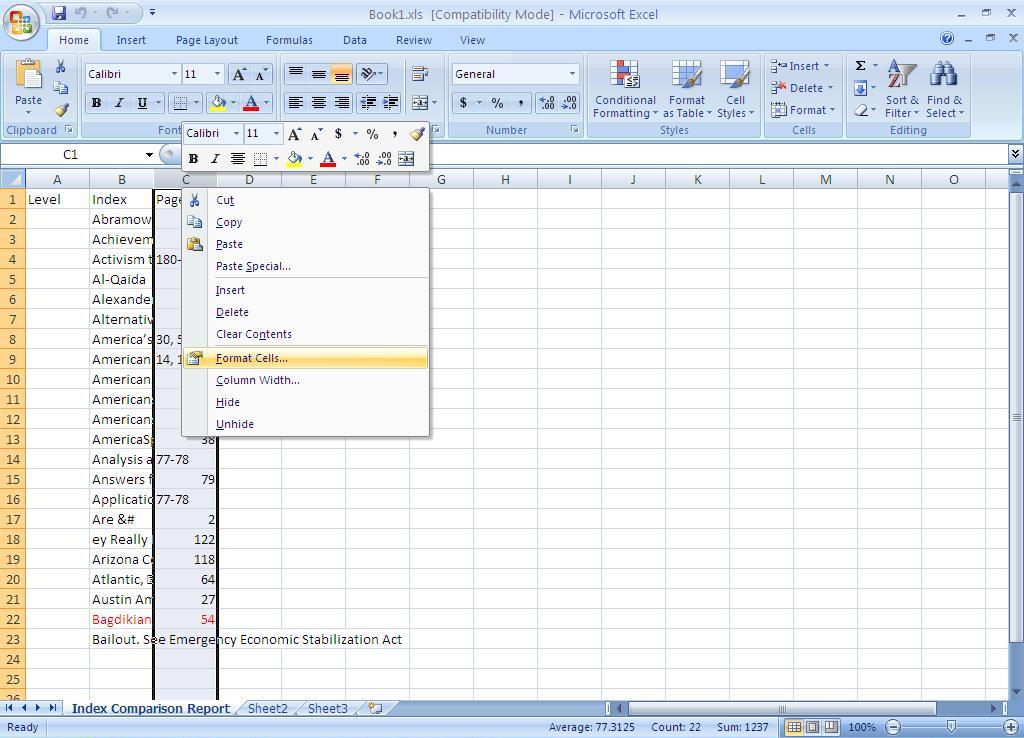 Book1.xls [Compatibility Mode] - Microsoft Excel
Home Insert Page Layout Formulas Data Review View
Paste
Calibri 11
B I U
General
$ % ,
Conditional Formatting
Format as Table
Cell Styles
Insert
Delete
Format
Σ
Sort & Filter
Find & Select
Clipboard Font Number Styles Cells Editing
Calibri 11 A A $ % ,
B I A
C1
A B C D E F G H I J K L M N O
1 Level Index Page
2 Abramow
3 Achievem
4 Activism t 180-
5 Al-Qaida
6 Alexande
7 Alternativ
8 America's 30, 5
9 American 14, 1
10 American
11 American
12 American
13 AmericaS 38
14 Analysis a 77-78
15 Answers f 79
16 Applicatio 77-78
17 Are &# 2
18 ey Really 122
19 Arizona C 118
20 Atlantic, 64
21 Austin Am 27
22 Bagdikian 54
23 Bailout. See Emergency Economic Stabilization Act
24
25
26
Cut
Copy
Paste
Paste Special...
Insert
Delete
Clear Contents
Format Cells...
Column Width...
Hide
Unhide
Index Comparison Report Sheet2 Sheet3
Ready Average: 77.3125 Count: 22 Sum: 1237 100%